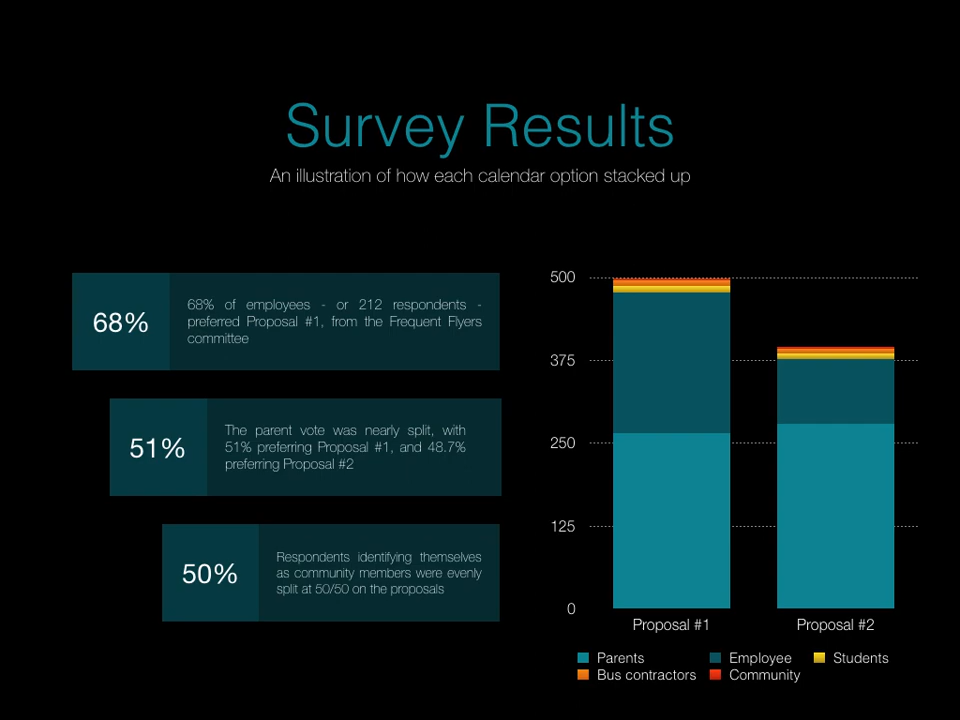 Survey Results
An illustration of how each calendar option stacked up
68%
68% of employees - or 212 respondents -
preferred Proposal #1, from the Frequent Flyers
committee
51%
The parent vote was nearly split, with
51% preferring Proposal #1, and 48.7%
preferring Proposal #2
50%
Respondents identifying themselves
as community members were evenly
split at 50/50 on the proposals
500
375
250
125
0
Proposal #1 Proposal #2
Parents Employee Students
Bus contractors Community